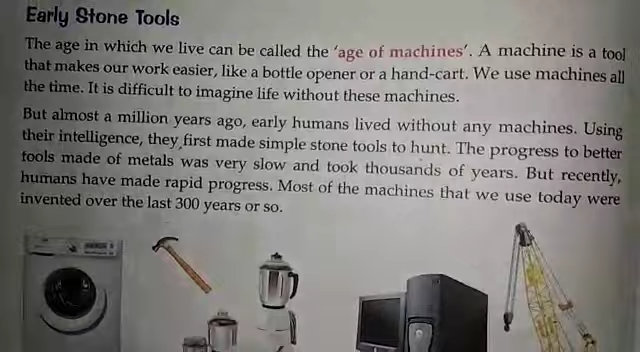 Early Stone Tools
The age in which we live can be called the 'age of machines'. A machine is a tool
that makes our work easier, like a bottle opener or a hand-cart. We use machines all
the time. It is difficult to imagine life without these machines.
But almost a million years ago, early humans lived without any machines. Using
their intelligence, they first made simple stone tools to hunt. The progress to better
tools made of metals was very slow and took thousands of years. But recently,
humans have made rapid progress. Most of the machines that we use today were
invented over the last 300 years or so.